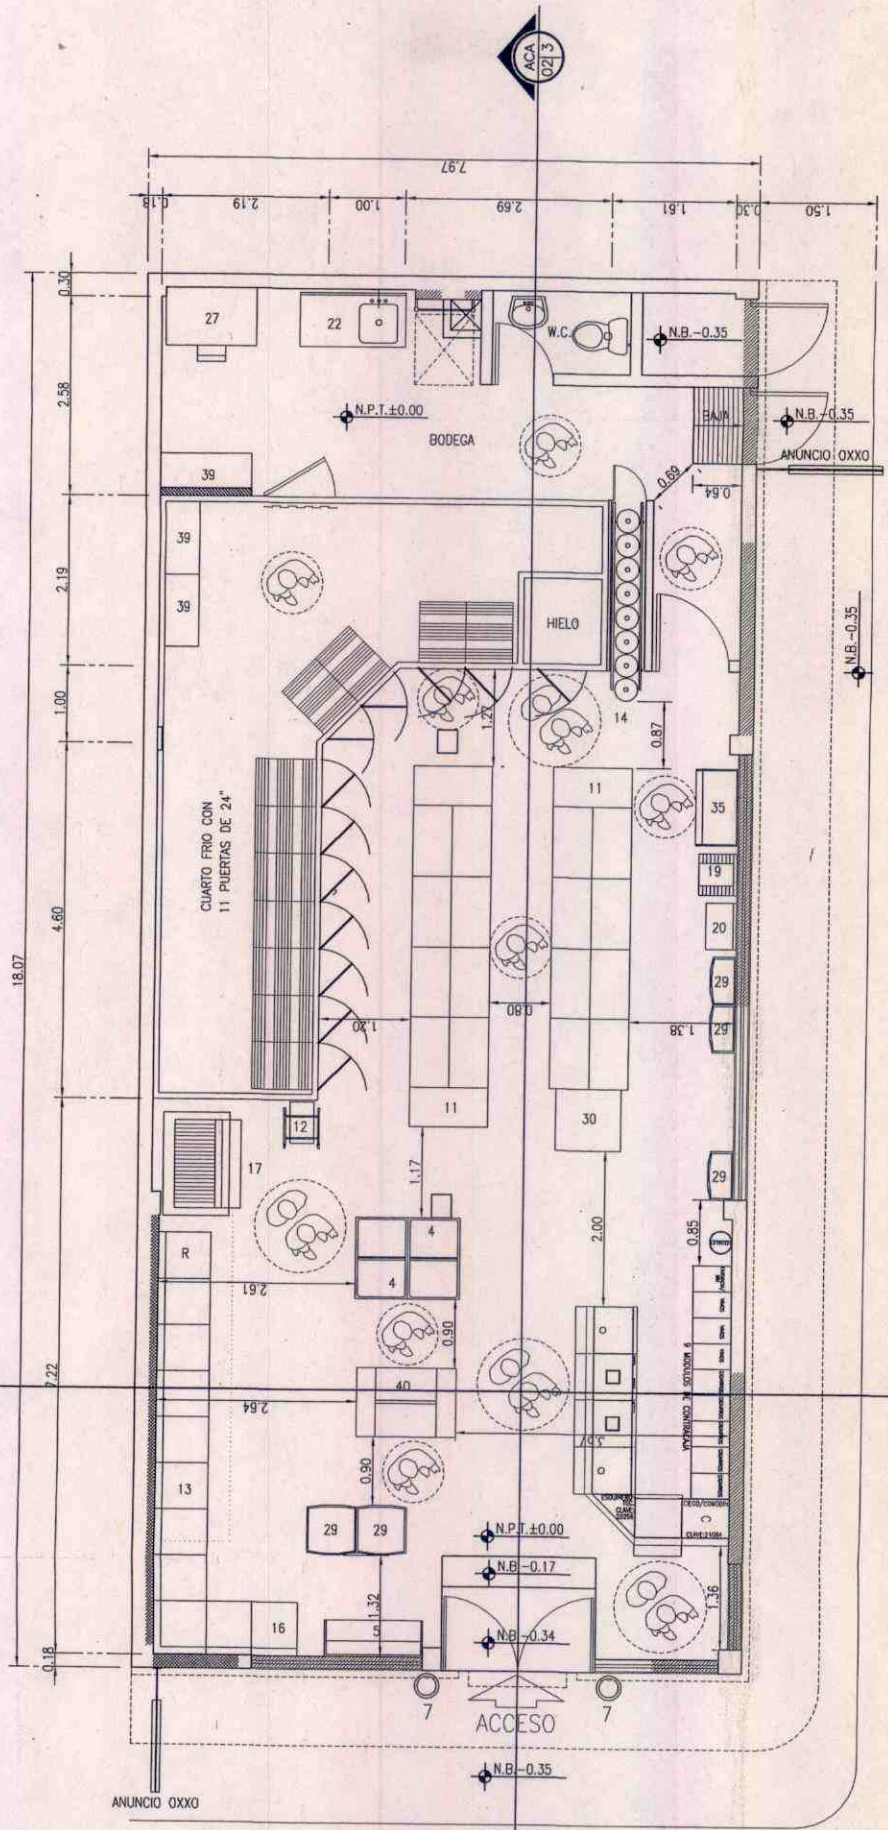 ACA
02 3
7.97
0.18
2.19
1.00
2.69
1.61
0.30
1.50
18.07
0.30
2.58
2.19
1.00
4.60
7.22
0.18
27
22
W.C.
N.B.-0.35
N.P.T.±0.00
BODEGA
BAJA
N.B.-0.35
ANUNCIO OXXO
39
0.69
0.64
39
39
HIELO
N.B.-0.35
1.27
14
0.87
CUARTO FRIO CON
11 PUERTAS DE 24"
11
35
19
20
29
29
1.20
0.80
1.38
11
30
12
17
1.17
29
2.00
0.85
R
4
4
2.61
0.90
9 MODULOS DE CONTRACAJA
40
2.64
3.57
13
0.90
29
29
C
N.P.T.±0.00
N.B.-0.17
1.32
1.36
16
5
N.B.-0.34
7
7
ACCESO
N.B.-0.35
ANUNCIO OXXO